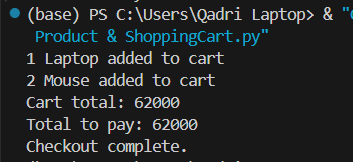 (base) PS C:\Users\Qadri Laptop> & "
Product & ShoppingCart.py"
1 Laptop added to cart
2 Mouse added to cart
Cart total: 62000
Total to pay: 62000
Checkout complete.